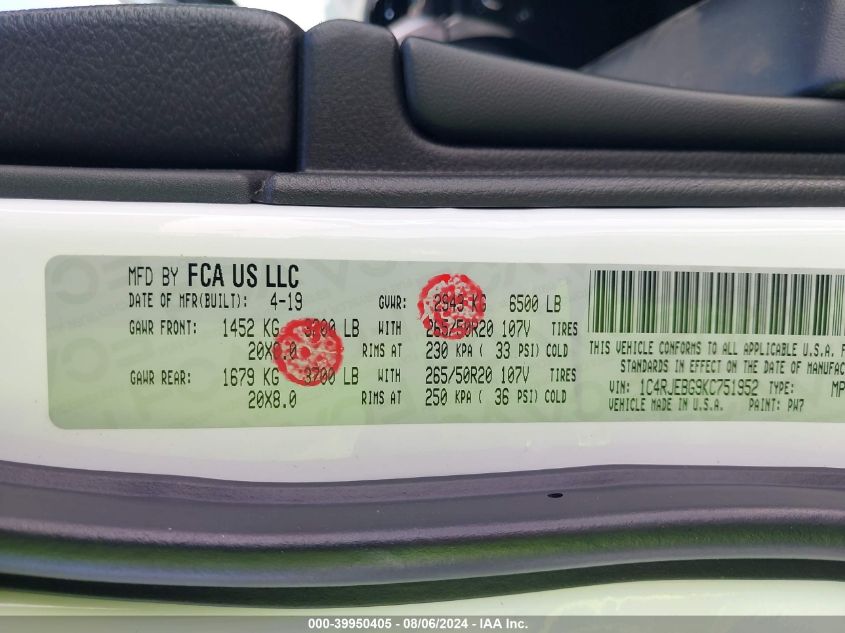 MFD BY FCA US LLC
DATE OF MFR(BUILT): 4-19 GVWR: 2943 KG 6500 LB
GAWR FRONT: 1452 KG 3200 LB WITH 265/50R20 107V TIRES
20X8.0 RIMS AT 230 KPA ( 33 PSI) COLD
GAWR REAR: 1679 KG 3700 LB WITH 265/50R20 107V TIRES
20X8.0 RIMS AT 250 KPA ( 36 PSI) COLD
THIS VEHICLE CONFORMS TO ALL APPLICABLE U.S.A. F
STANDARDS IN EFFECT ON THE DATE OF MANUFAC
VIN: 1C4RJEBG9KC751952 TYPE: MP
VEHICLE MADE IN U.S.A. PAINT: PW7
000-39950405 - 08/06/2024 - IAA Inc.